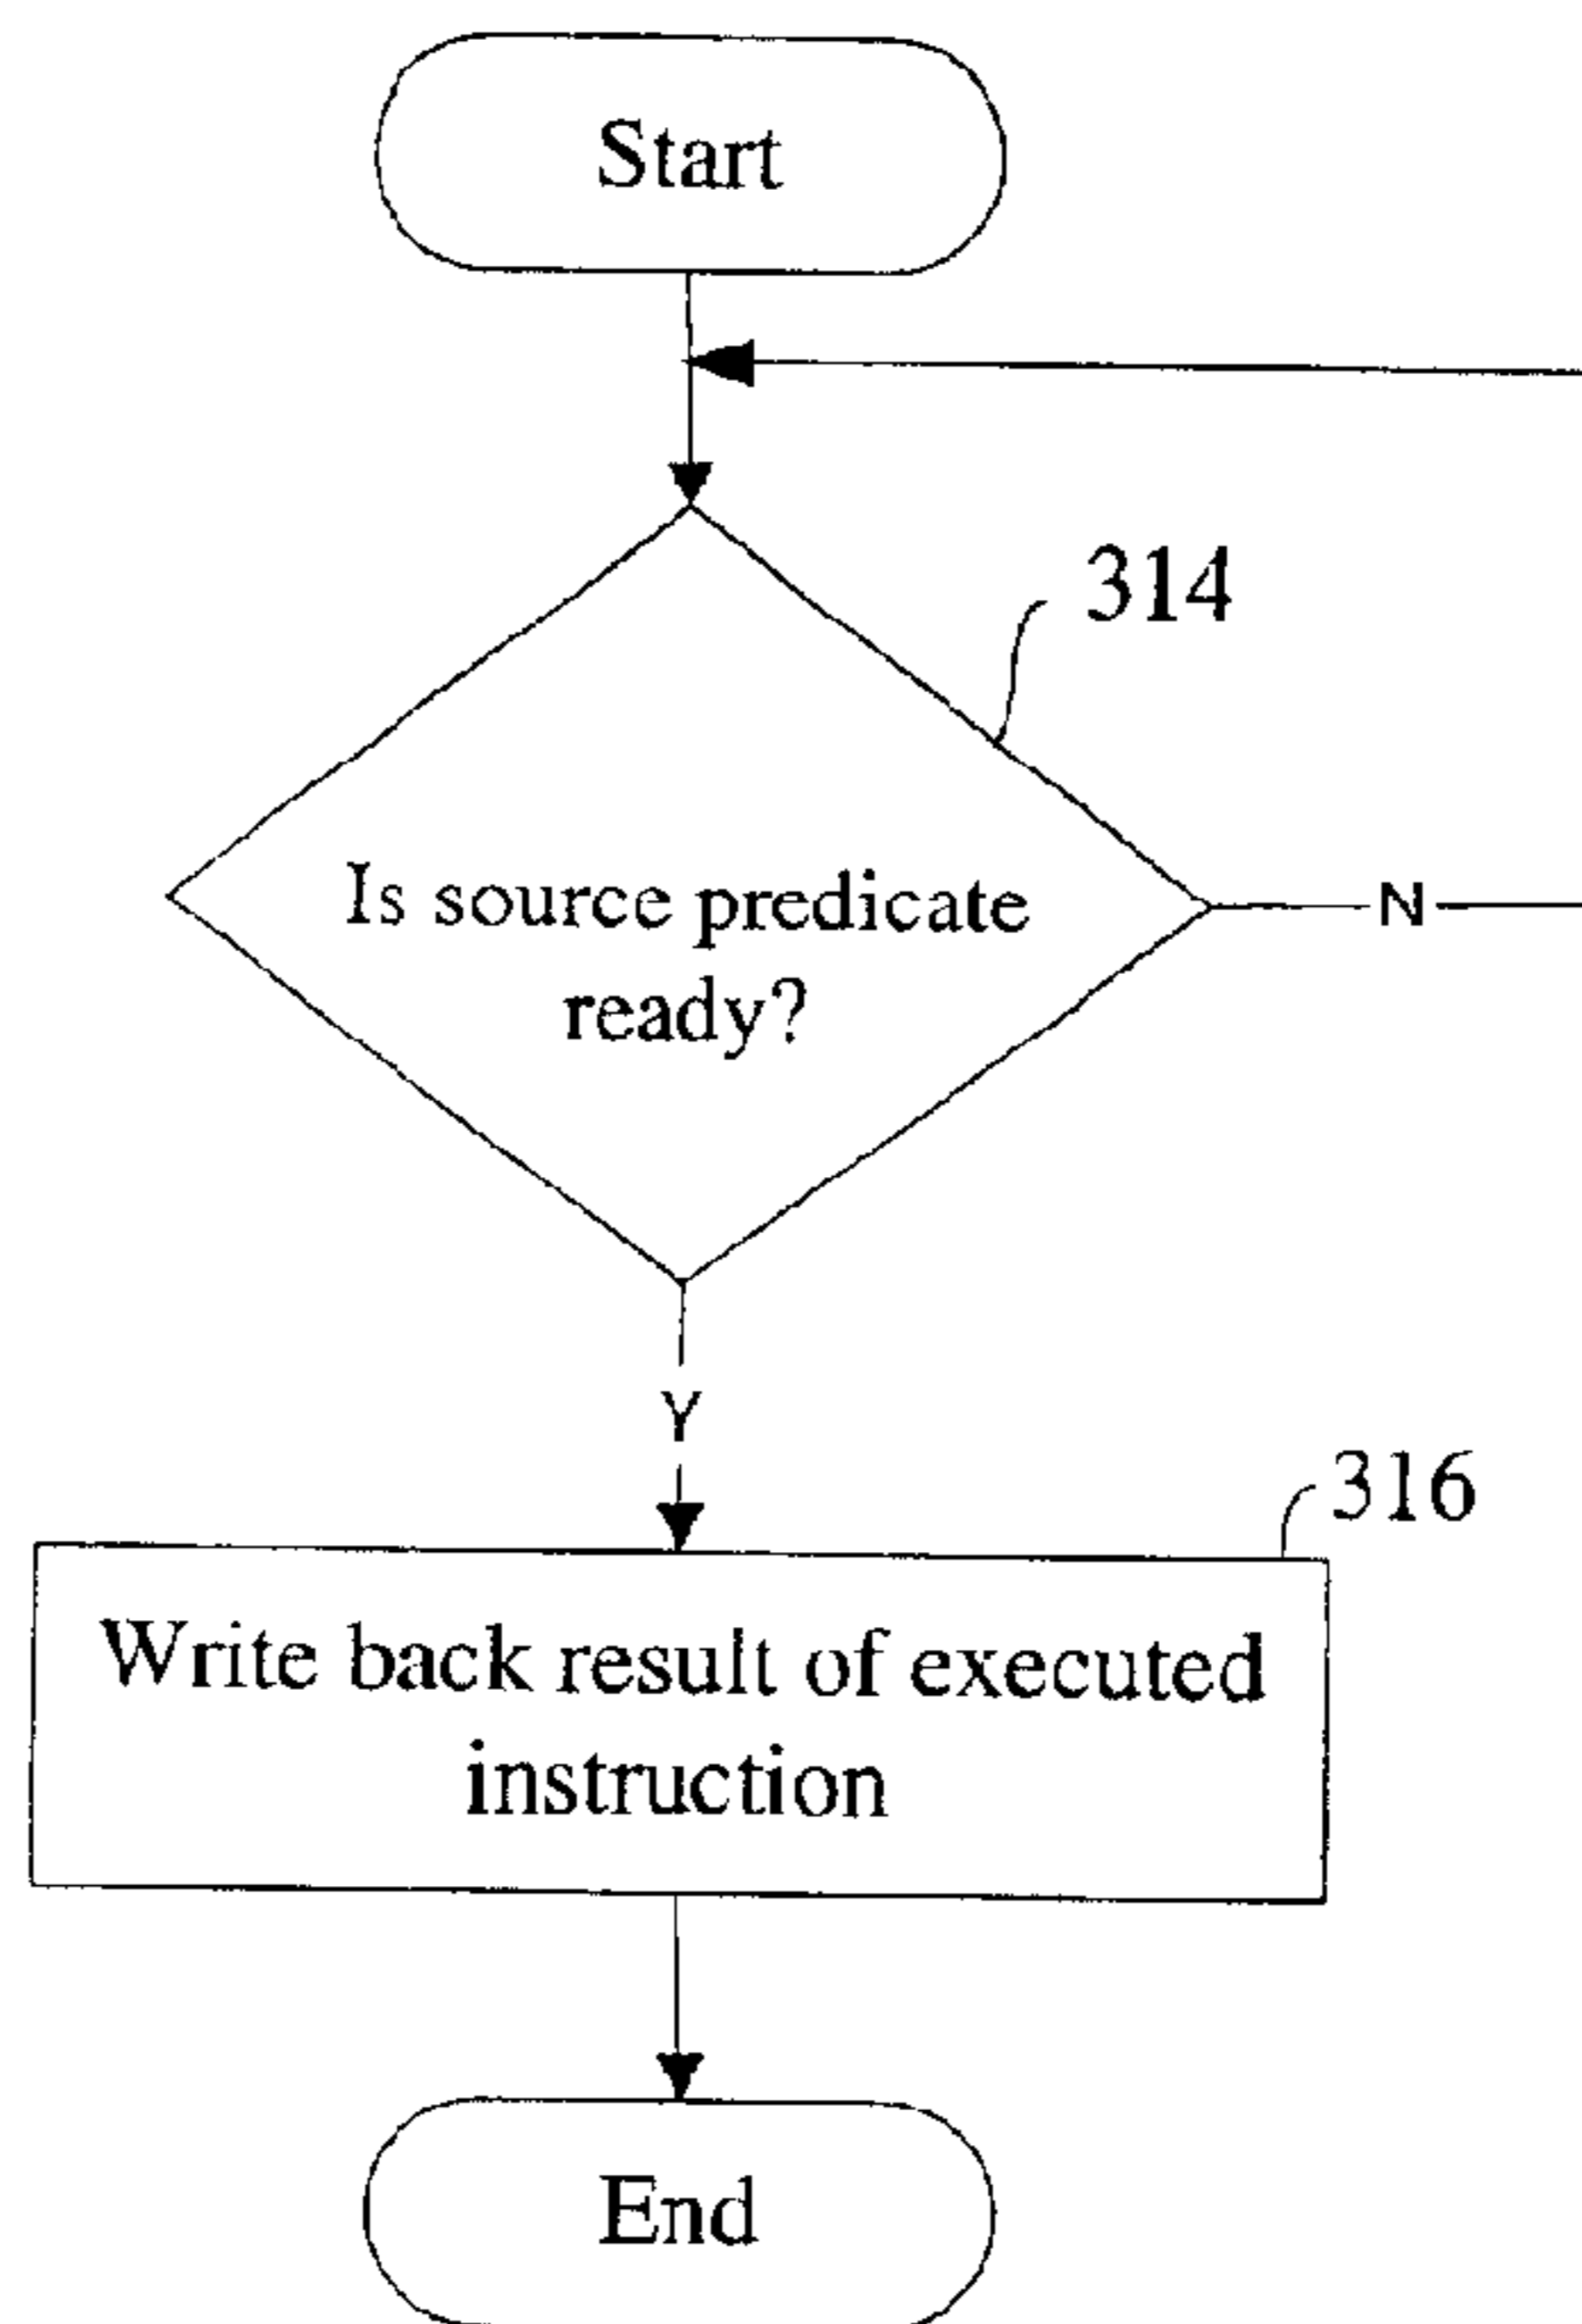 Start
314
Is source predicate
ready?
N
Y
316
Write back result of executed
instruction
End